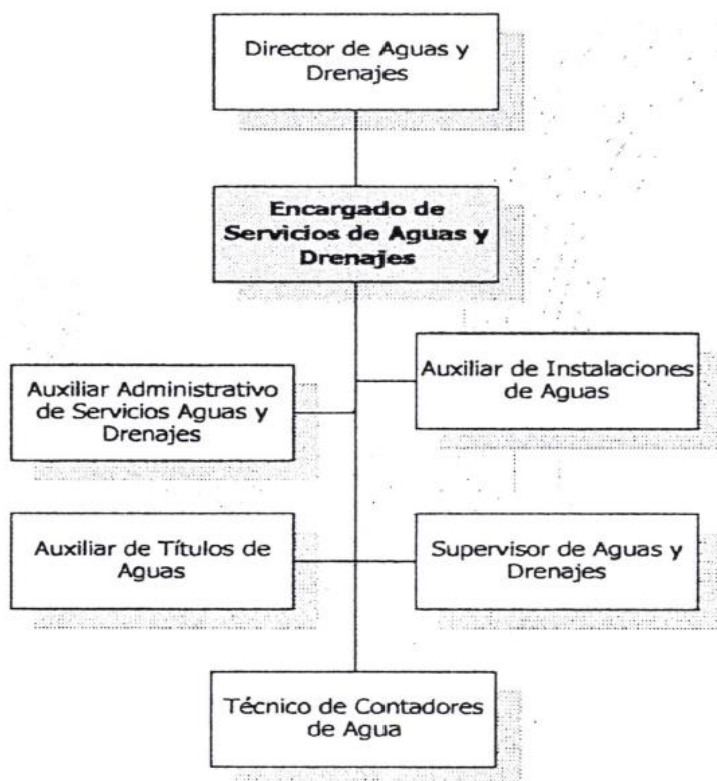 Director de Aguas y
Drenajes
Encargado de
Servicios de Aguas y
Drenajes
Auxiliar de Instalaciones
de Aguas
Auxiliar Administrativo
de Servicios Aguas y
Drenajes
Auxiliar de Títulos de
Aguas
Supervisor de Aguas y
Drenajes
Técnico de Contadores
de Agua